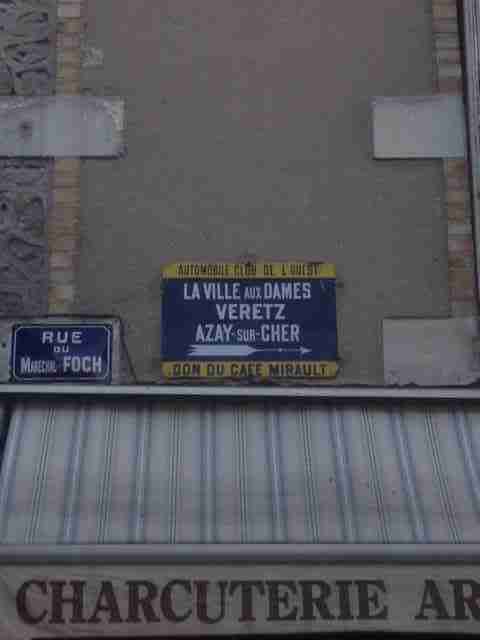 AUTOMOBILE CLUB DE L'OUEST
LA VILLE AUX DAMES
VERETZ
AZAY-SUR-CHER
DON DU CAFE MIRAULT
RUE
DU
MARECHAL FOCH
CHARCUTERIE AR